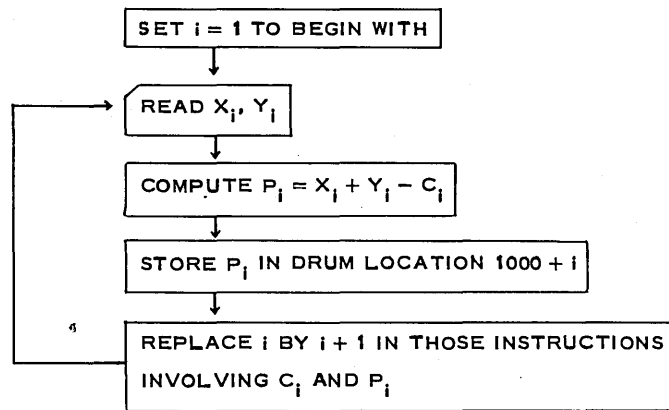 SET i = 1 TO BEGIN WITH
READ Xi, Yi
COMPUTE Pi = Xi + Yi − Ci
STORE Pi IN DRUM LOCATION 1000 + i
REPLACE i BY i + 1 IN THOSE INSTRUCTIONS
INVOLVING Ci AND Pi